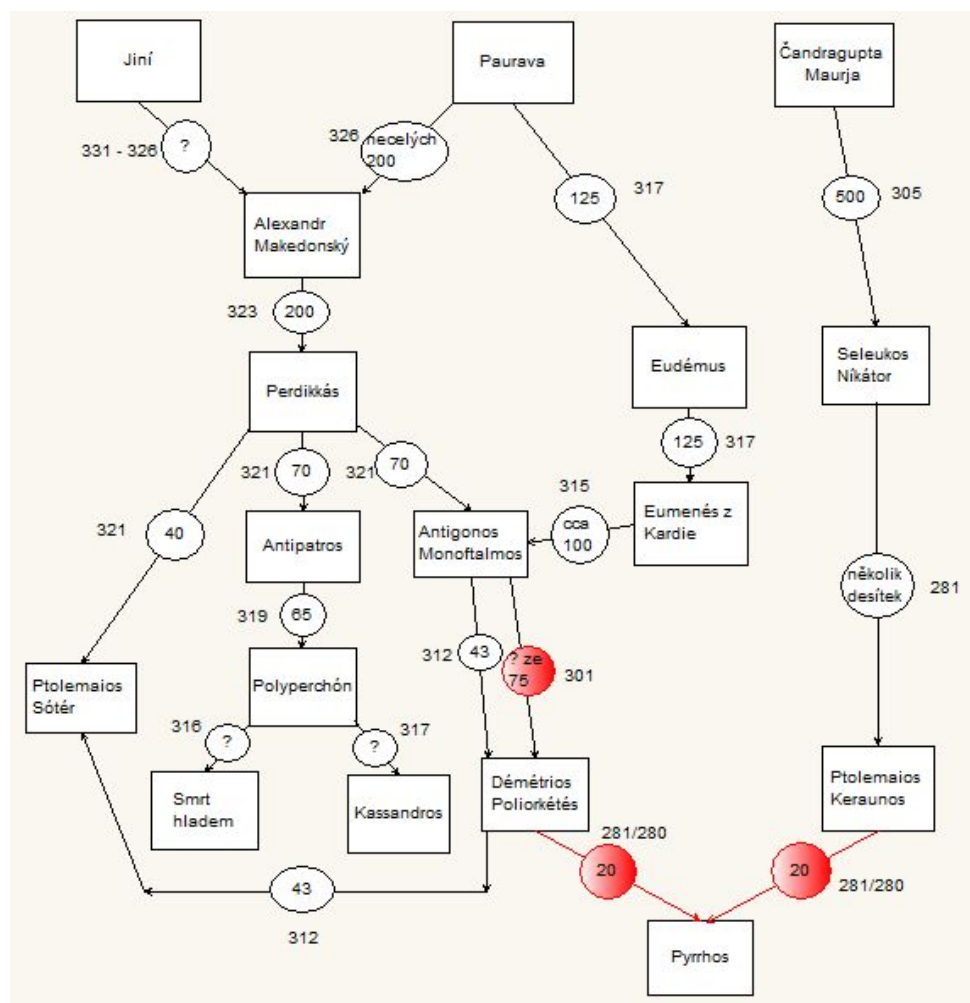 Jiní
Paurava
Čandragupta
Maurja
331 - 326
?
326
necelých
200
125
317
500
305
Alexandr
Makedonský
323
200
Perdikkás
Eudémus
Seleukos
Níkátor
321
70
321
70
125
317
315
321
40
Antipatros
Antigonos
Monoftalmos
cca
100
Eumenés z
Kardie
několik
desítek
281
319
65
312
43
? ze
75
301
Ptolemaios
Sótér
Polyperchón
316
?
?
317
Smrt
hladem
Kassandros
Démétrios
Poliorkétés
Ptolemaios
Keraunos
281/280
20
20
281/280
43
312
Pyrrhos